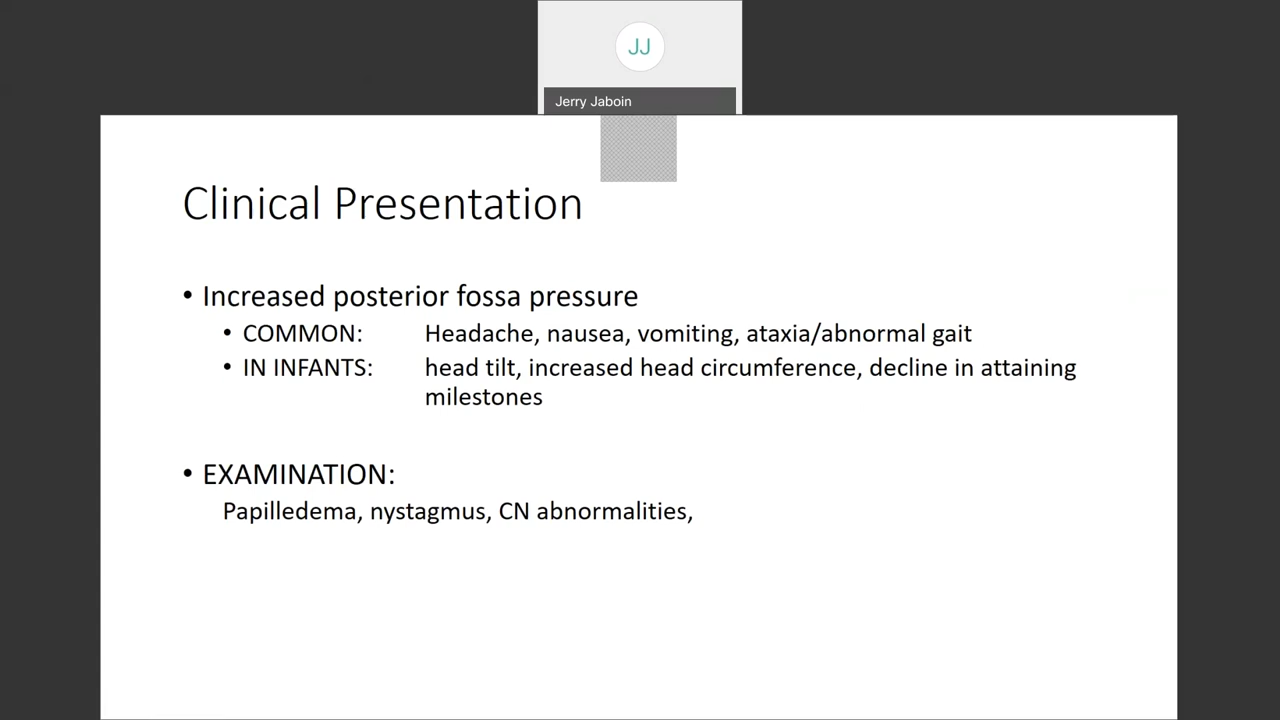 JJ
Jerry Jaboin
Clinical Presentation
• Increased posterior fossa pressure
• COMMON: Headache, nausea, vomiting, ataxia/abnormal gait
• IN INFANTS: head tilt, increased head circumference, decline in attaining
milestones
• EXAMINATION:
Papilledema, nystagmus, CN abnormalities,